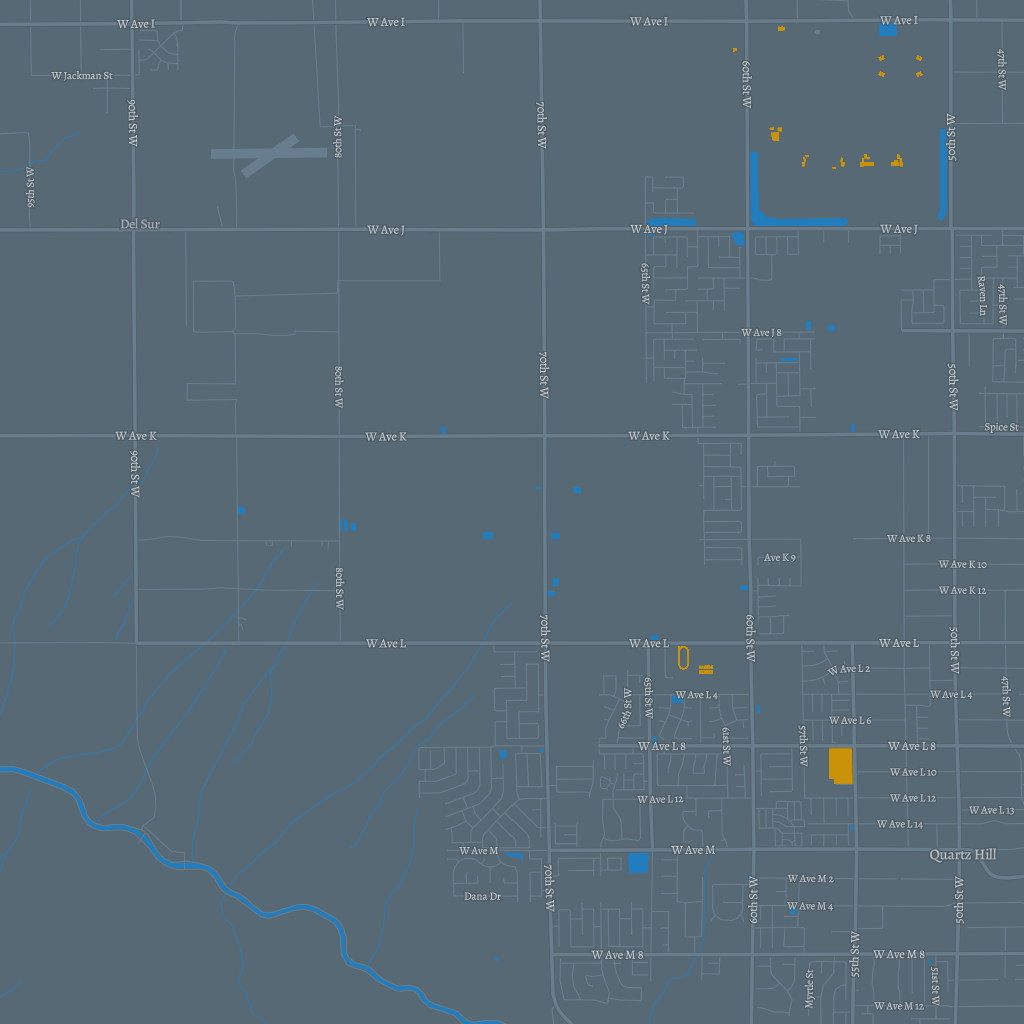 W Ave I
W Ave I
W Ave I
W Ave I
W Jackman St
47th St W
60th St W
90th St W
70th St W
80th St W
50th St W
95th St W
Del Sur
W Ave J
W Ave J
W Ave J
65th St W
Raven Ln
47th St W
W Ave J 8
70th St W
80th St W
50th St W
Spice St
W Ave K
W Ave K
W Ave K
W Ave K
90th St W
W Ave K 8
Ave K 9
W Ave K 10
80th St W
W Ave K 12
70th St W
60th St W
50th St W
W Ave L
W Ave L
W Ave L
W Ave L 2
65th St W
66th St W
W Ave L 4
W Ave L 4
47th St W
W Ave L 6
61st St W
57th St W
W Ave L 8
W Ave L 8
W Ave L 10
W Ave L 12
W Ave L 12
W Ave L 13
W Ave L 14
W Ave M
W Ave M
Quartz Hill
W Ave M 2
70th St W
60th St W
50th St W
Dana Dr
W Ave M 4
55th St W
W Ave M 8
W Ave M 8
Myrtle St
51st St W
W Ave M 12